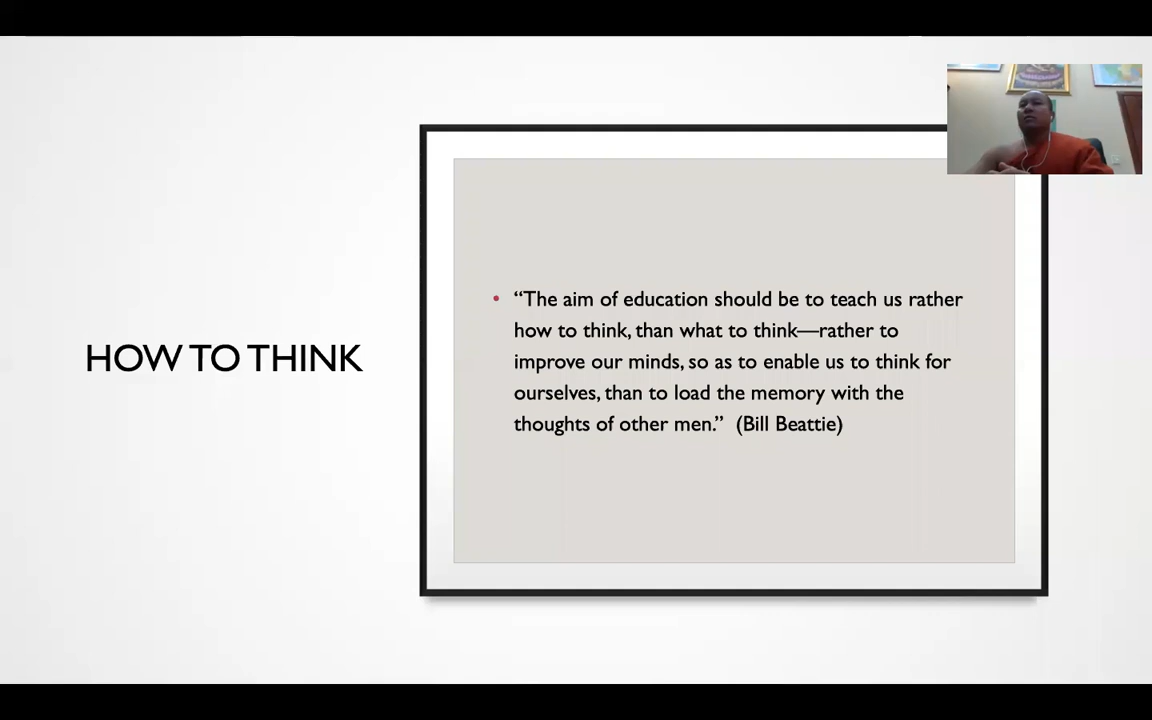 HOW TO THINK
• “The aim of education should be to teach us rather
how to think, than what to think—rather to
improve our minds, so as to enable us to think for
ourselves, than to load the memory with the
thoughts of other men.” (Bill Beattie)